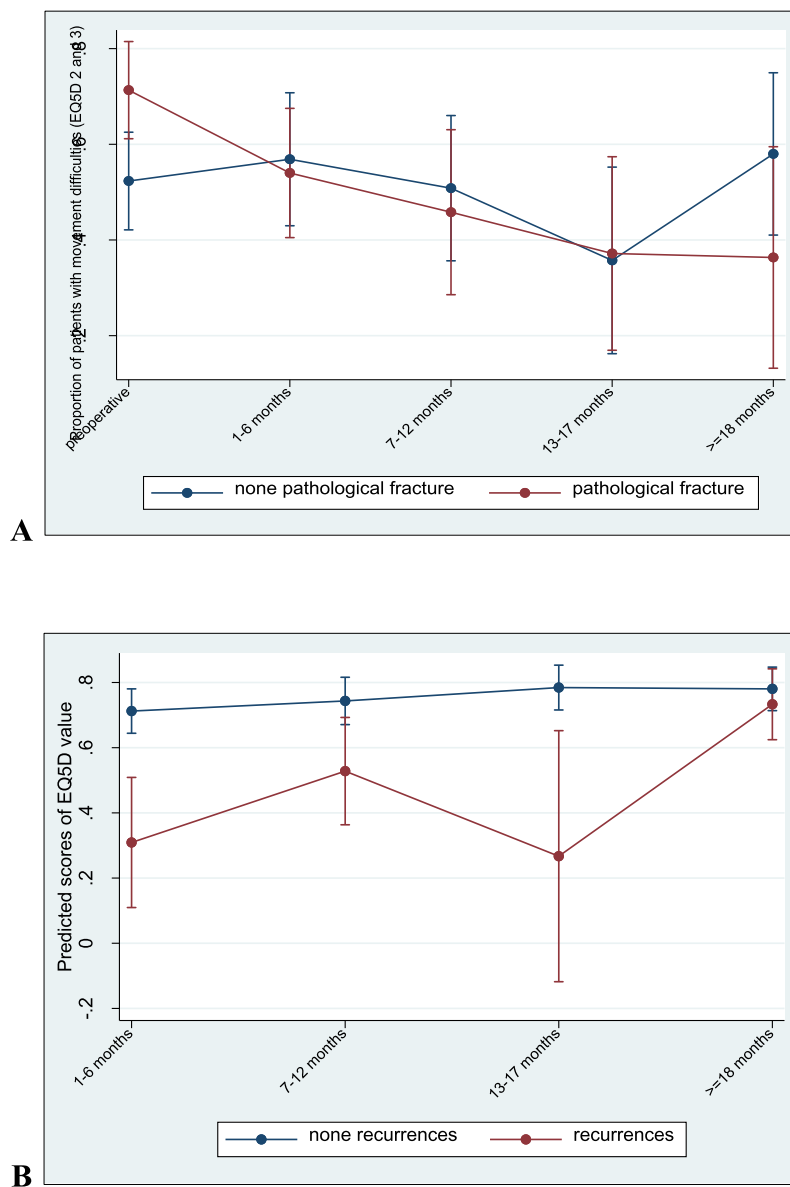 Proportion of patients with movement difficulties (EQ5D 2 and 3)
.8
.6
.4
.2
preoperative
1-6 months
7-12 months
13-17 months
>=18 months
none pathological fracture
pathological fracture
A
Predicted scores of EQ5D value
.8
.6
.4
.2
0
-.2
1-6 months
7-12 months
13-17 months
>=18 months
none recurrences
recurrences
B